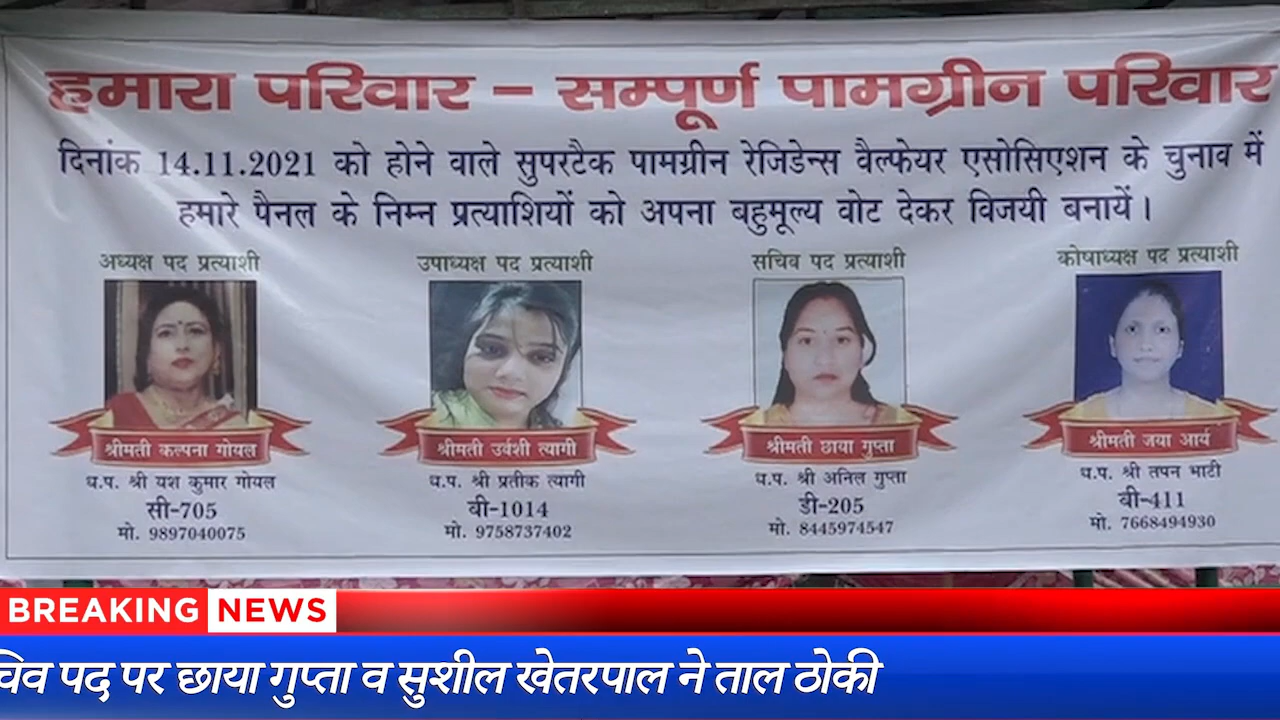 हमारा परिवार – सम्पूर्ण पामग्रीन परिवार
दिनांक 14.11.2021 को होने वाले सुपरटैक पामग्रीन रेजिडेन्स वैल्फेयर एसोसिएशन के चुनाव में
हमारे पैनल के निम्न प्रत्याशियों को अपना बहुमूल्य वोट देकर विजयी बनायें।
अध्यक्ष पद प्रत्याशी
श्रीमती कल्पना गोयल
ध.प. श्री यश कुमार गोयल
सी-705
मो. 9897040075
उपाध्यक्ष पद प्रत्याशी
श्रीमती उर्वशी त्यागी
ध.प. श्री प्रतीक त्यागी
बी-1014
मो. 9758737402
सचिव पद प्रत्याशी
श्रीमती छाया गुप्ता
ध.प. श्री अनिल गुप्ता
डी-205
मो. 8445974547
कोषाध्यक्ष पद प्रत्याशी
श्रीमती जया आर्य
ध.प. श्री तपन भाटी
बी-411
मो. 7668494930
BREAKING NEWS
चिव पद पर छाया गुप्ता व सुशील खेतरपाल ने ताल ठोकी